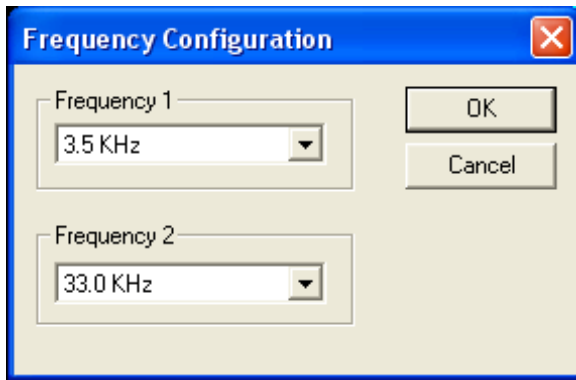 Frequency Configuration
Frequency 1
3.5 KHz
OK
Cancel
Frequency 2
33.0 KHz